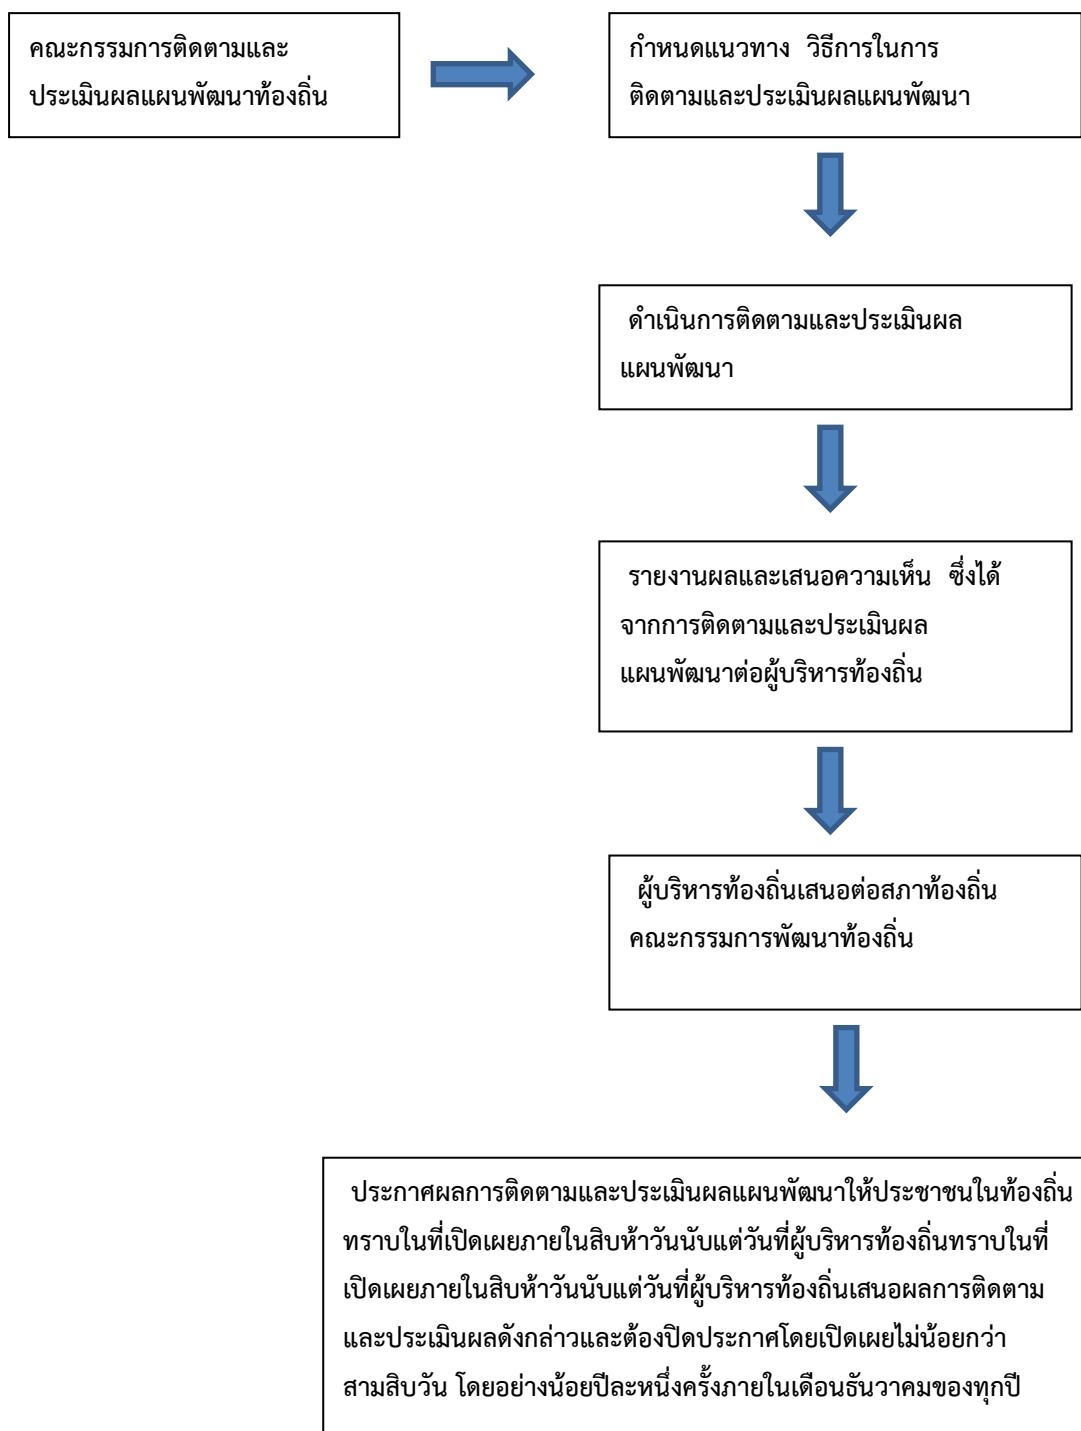 คณะกรรมการติดตามและ
ประเมินผลแผนพัฒนาท้องถิ่น
กำหนดแนวทาง วิธีการในการ
ติดตามและประเมินผลแผนพัฒนา
ดำเนินการติดตามและประเมินผล
แผนพัฒนา
รายงานผลและเสนอความเห็น ซึ่งได้
จากการติดตามและประเมินผล
แผนพัฒนาต่อผู้บริหารท้องถิ่น
ผู้บริหารท้องถิ่นเสนอต่อสภาท้องถิ่น
คณะกรรมการพัฒนาท้องถิ่น
ประกาศผลการติดตามและประเมินผลแผนพัฒนาให้ประชาชนในท้องถิ่น
ทราบในที่เปิดเผยภายในสิบห้าวันนับแต่วันที่ผู้บริหารท้องถิ่นทราบในที่
เปิดเผยภายในสิบห้าวันนับแต่วันที่ผู้บริหารท้องถิ่นเสนอผลการติดตาม
และประเมินผลดังกล่าวและต้องปิดประกาศโดยเปิดเผยไม่น้อยกว่า
สามสิบวัน โดยอย่างน้อยปีละหนึ่งครั้งภายในเดือนธันวาคมของทุกปี